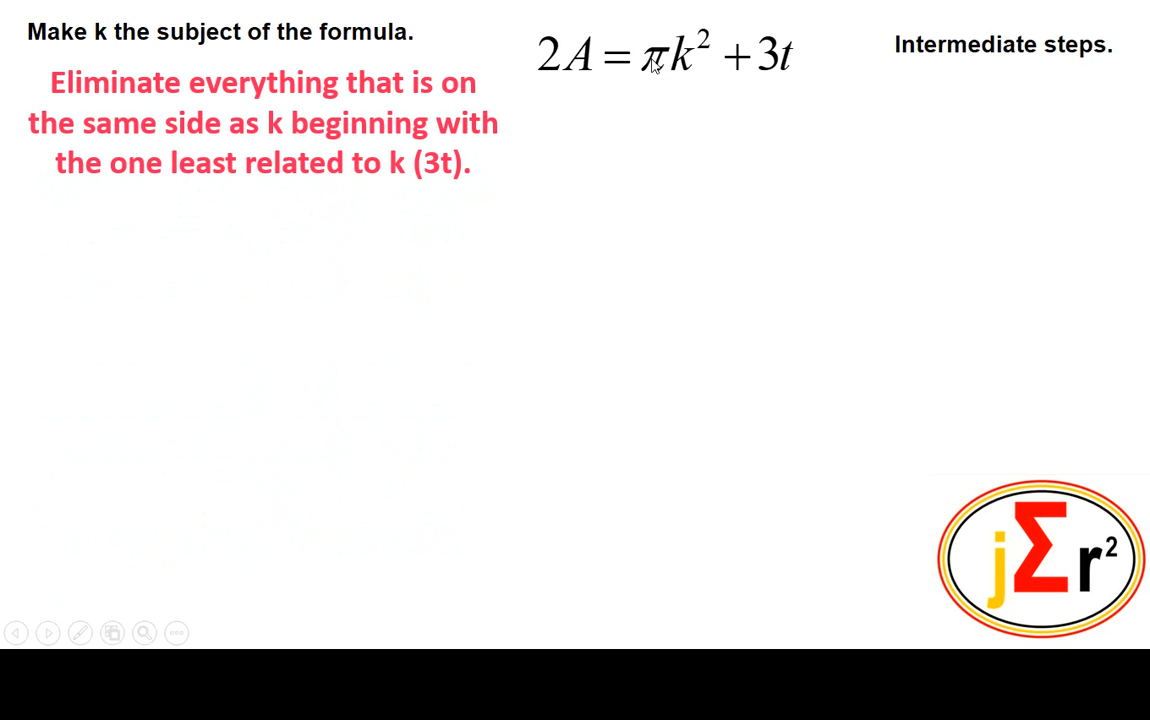 Make k the subject of the formula.
2A = πk² + 3t
Intermediate steps.
Eliminate everything that is on
the same side as k beginning with
the one least related to k (3t).
jΣr²